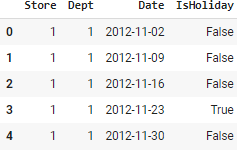 Store Dept Date IsHoliday
0 1 1 2012-11-02 False
1 1 1 2012-11-09 False
2 1 1 2012-11-16 False
3 1 1 2012-11-23 True
4 1 1 2012-11-30 False